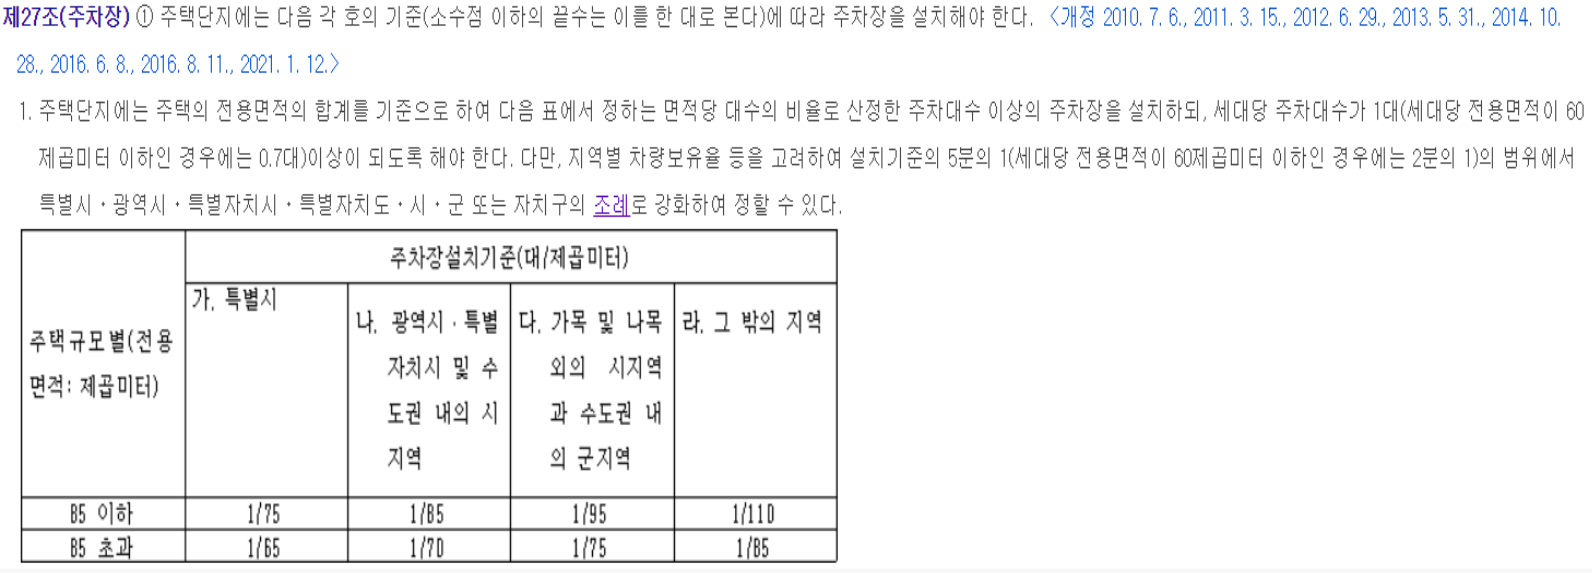 제27조(주차장) ① 주택단지에는 다음 각 호의 기준(소수점 이하의 끝수는 이를 한 대로 본다)에 따라 주차장을 설치해야 한다. <개정 2010. 7. 6., 2011. 3. 15., 2012. 6. 29., 2013. 5. 31., 2014. 10.
28., 2016. 6. 8., 2016. 8. 11., 2021. 1. 12.>
1. 주택단지에는 주택의 전용면적의 합계를 기준으로 하여 다음 표에서 정하는 면적당 대수의 비율로 산정한 주차대수 이상의 주차장을 설치하되, 세대당 주차대수가 1대(세대당 전용면적이 60
제곱미터 이하인 경우에는 0.7대)이상이 되도록 해야 한다. 다만, 지역별 차량보유율 등을 고려하여 설치기준의 5분의 1(세대당 전용면적이 60제곱미터 이하인 경우에는 2분의 1)의 범위에서
특별시ㆍ광역시ㆍ특별자치시ㆍ특별자치도ㆍ시ㆍ군 또는 자치구의 조례로 강화하여 정할 수 있다.
주택규모별(전용
면적: 제곱미터)
주차장설치기준(대/제곱미터)
가. 특별시
나. 광역시ㆍ특별
자치시 및 수
도권 내의 시
지역
다. 가목 및 나목
외의 시지역
과 수도권 내
의 군지역
라. 그 밖의 지역
85 이하 1/75 1/85 1/95 1/110
85 초과 1/65 1/70 1/75 1/85